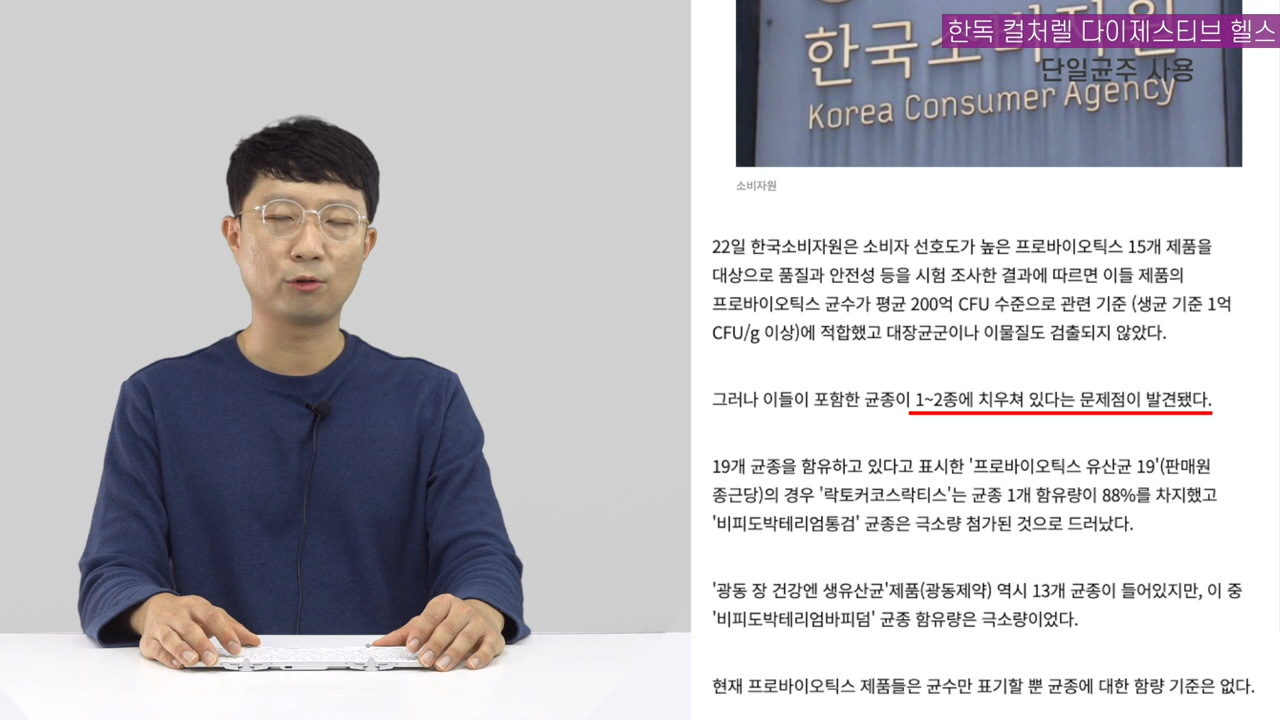 한독 컬처렐 다이제스티브 헬스
단일균주 사용
한국소비자원
Korea Consumer Agency
소비자원
22일 한국소비자원은 소비자 선호도가 높은 프로바이오틱스 15개 제품을
대상으로 품질과 안전성 등을 시험 조사한 결과에 따르면 이들 제품의
프로바이오틱스 균수가 평균 200억 CFU 수준으로 관련 기준 (생균 기준 1억
CFU/g 이상)에 적합했고 대장균군이나 이물질도 검출되지 않았다.
그러나 이들이 포함한 균종이 1~2종에 치우쳐 있다는 문제점이 발견됐다.
19개 균종을 함유하고 있다고 표시한 '프로바이오틱스 유산균 19'(판매원
종근당)의 경우 '락토커코스락티스'는 균종 1개 함유량이 88%를 차지했고
'비피도박테리엄통검' 균종은 극소량 첨가된 것으로 드러났다.
'광동 장 건강엔 생유산균'제품(광동제약) 역시 13개 균종이 들어있지만, 이 중
'비피도박테리엄바피덤' 균종 함유량은 극소량이었다.
현재 프로바이오틱스 제품들은 균수만 표기할 뿐 균종에 대한 함량 기준은 없다.